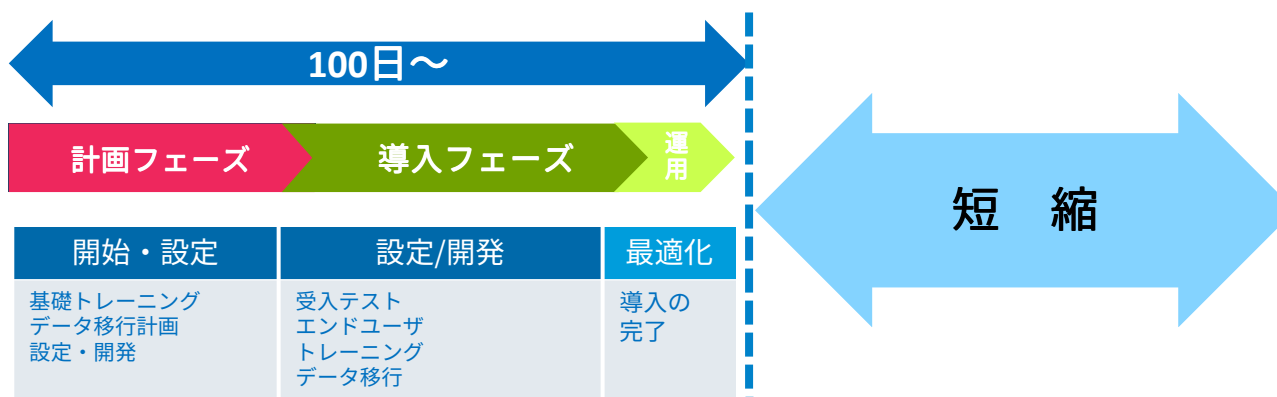 100日～
計画フェーズ
導入フェーズ
運
用
短 縮
開始・設定
設定/開発
最適化
基礎トレーニング
データ移行計画
設定・開発
受入テスト
エンドユーザ
トレーニング
データ移行
導入の
完了